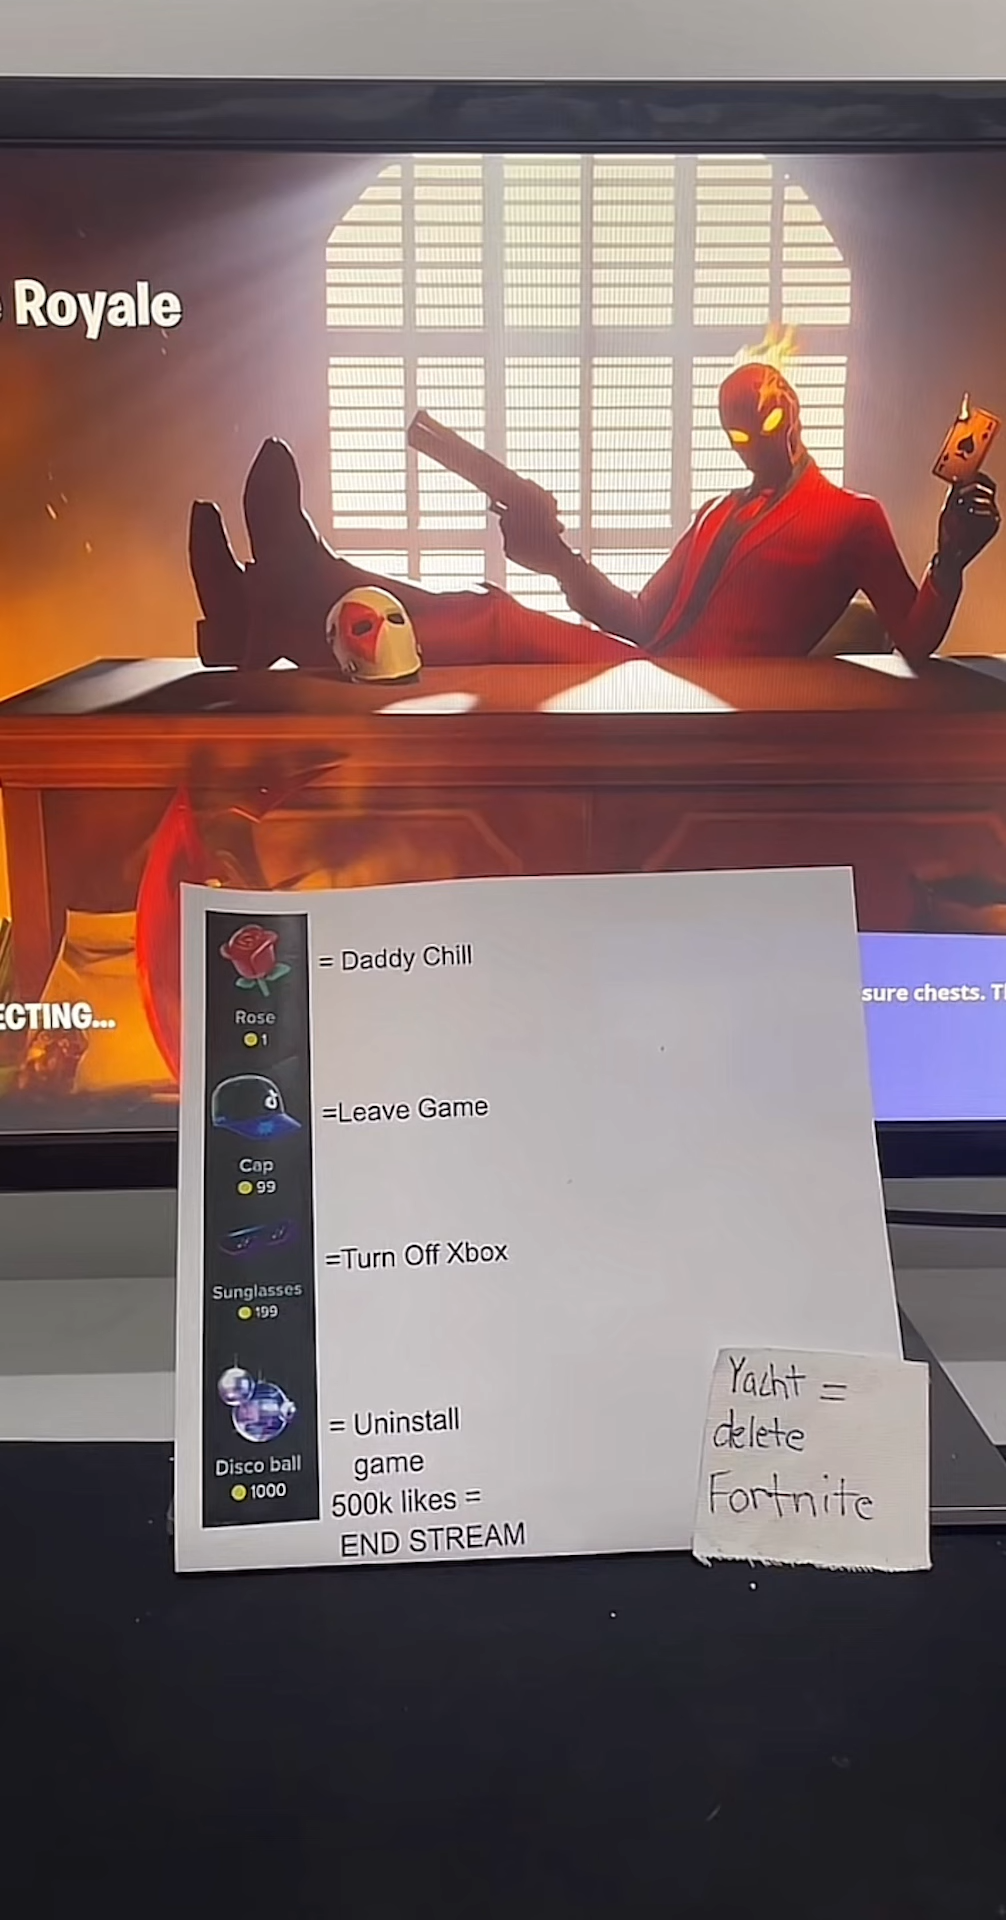 Royale
ECTING...
sure chests. T
Rose
1
= Daddy Chill
Cap
99
=Leave Game
Sunglasses
199
=Turn Off Xbox
Disco ball
1000
= Uninstall
game
500k likes =
END STREAM
Yacht =
delete
Fortnite